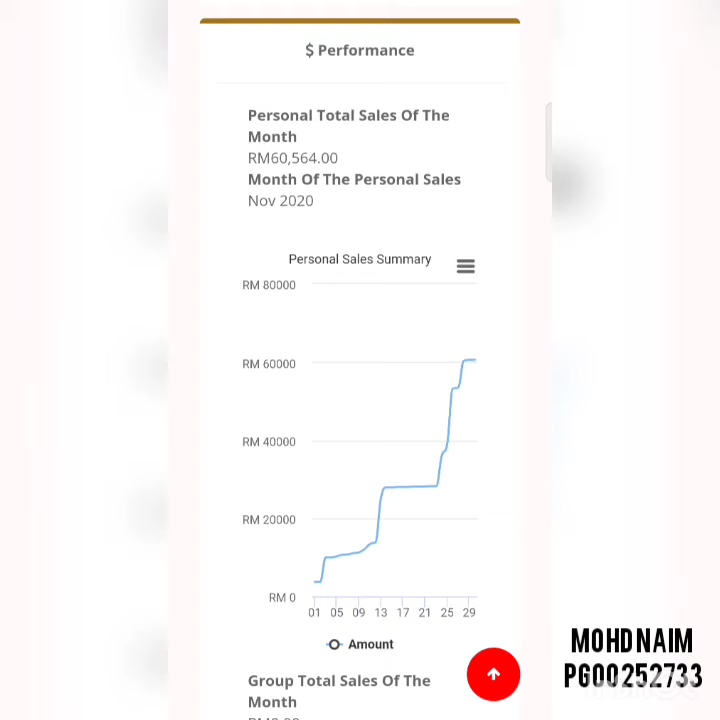 $ Performance
Personal Total Sales Of The
Month
RM60,564.00
Month Of The Personal Sales
Nov 2020
Personal Sales Summary
RM 80000
RM 60000
RM 40000
RM 20000
RM 0
01 05 09 13 17 21 25 29
Amount
Group Total Sales Of The
Month
MOHD NAIM
PG00252733